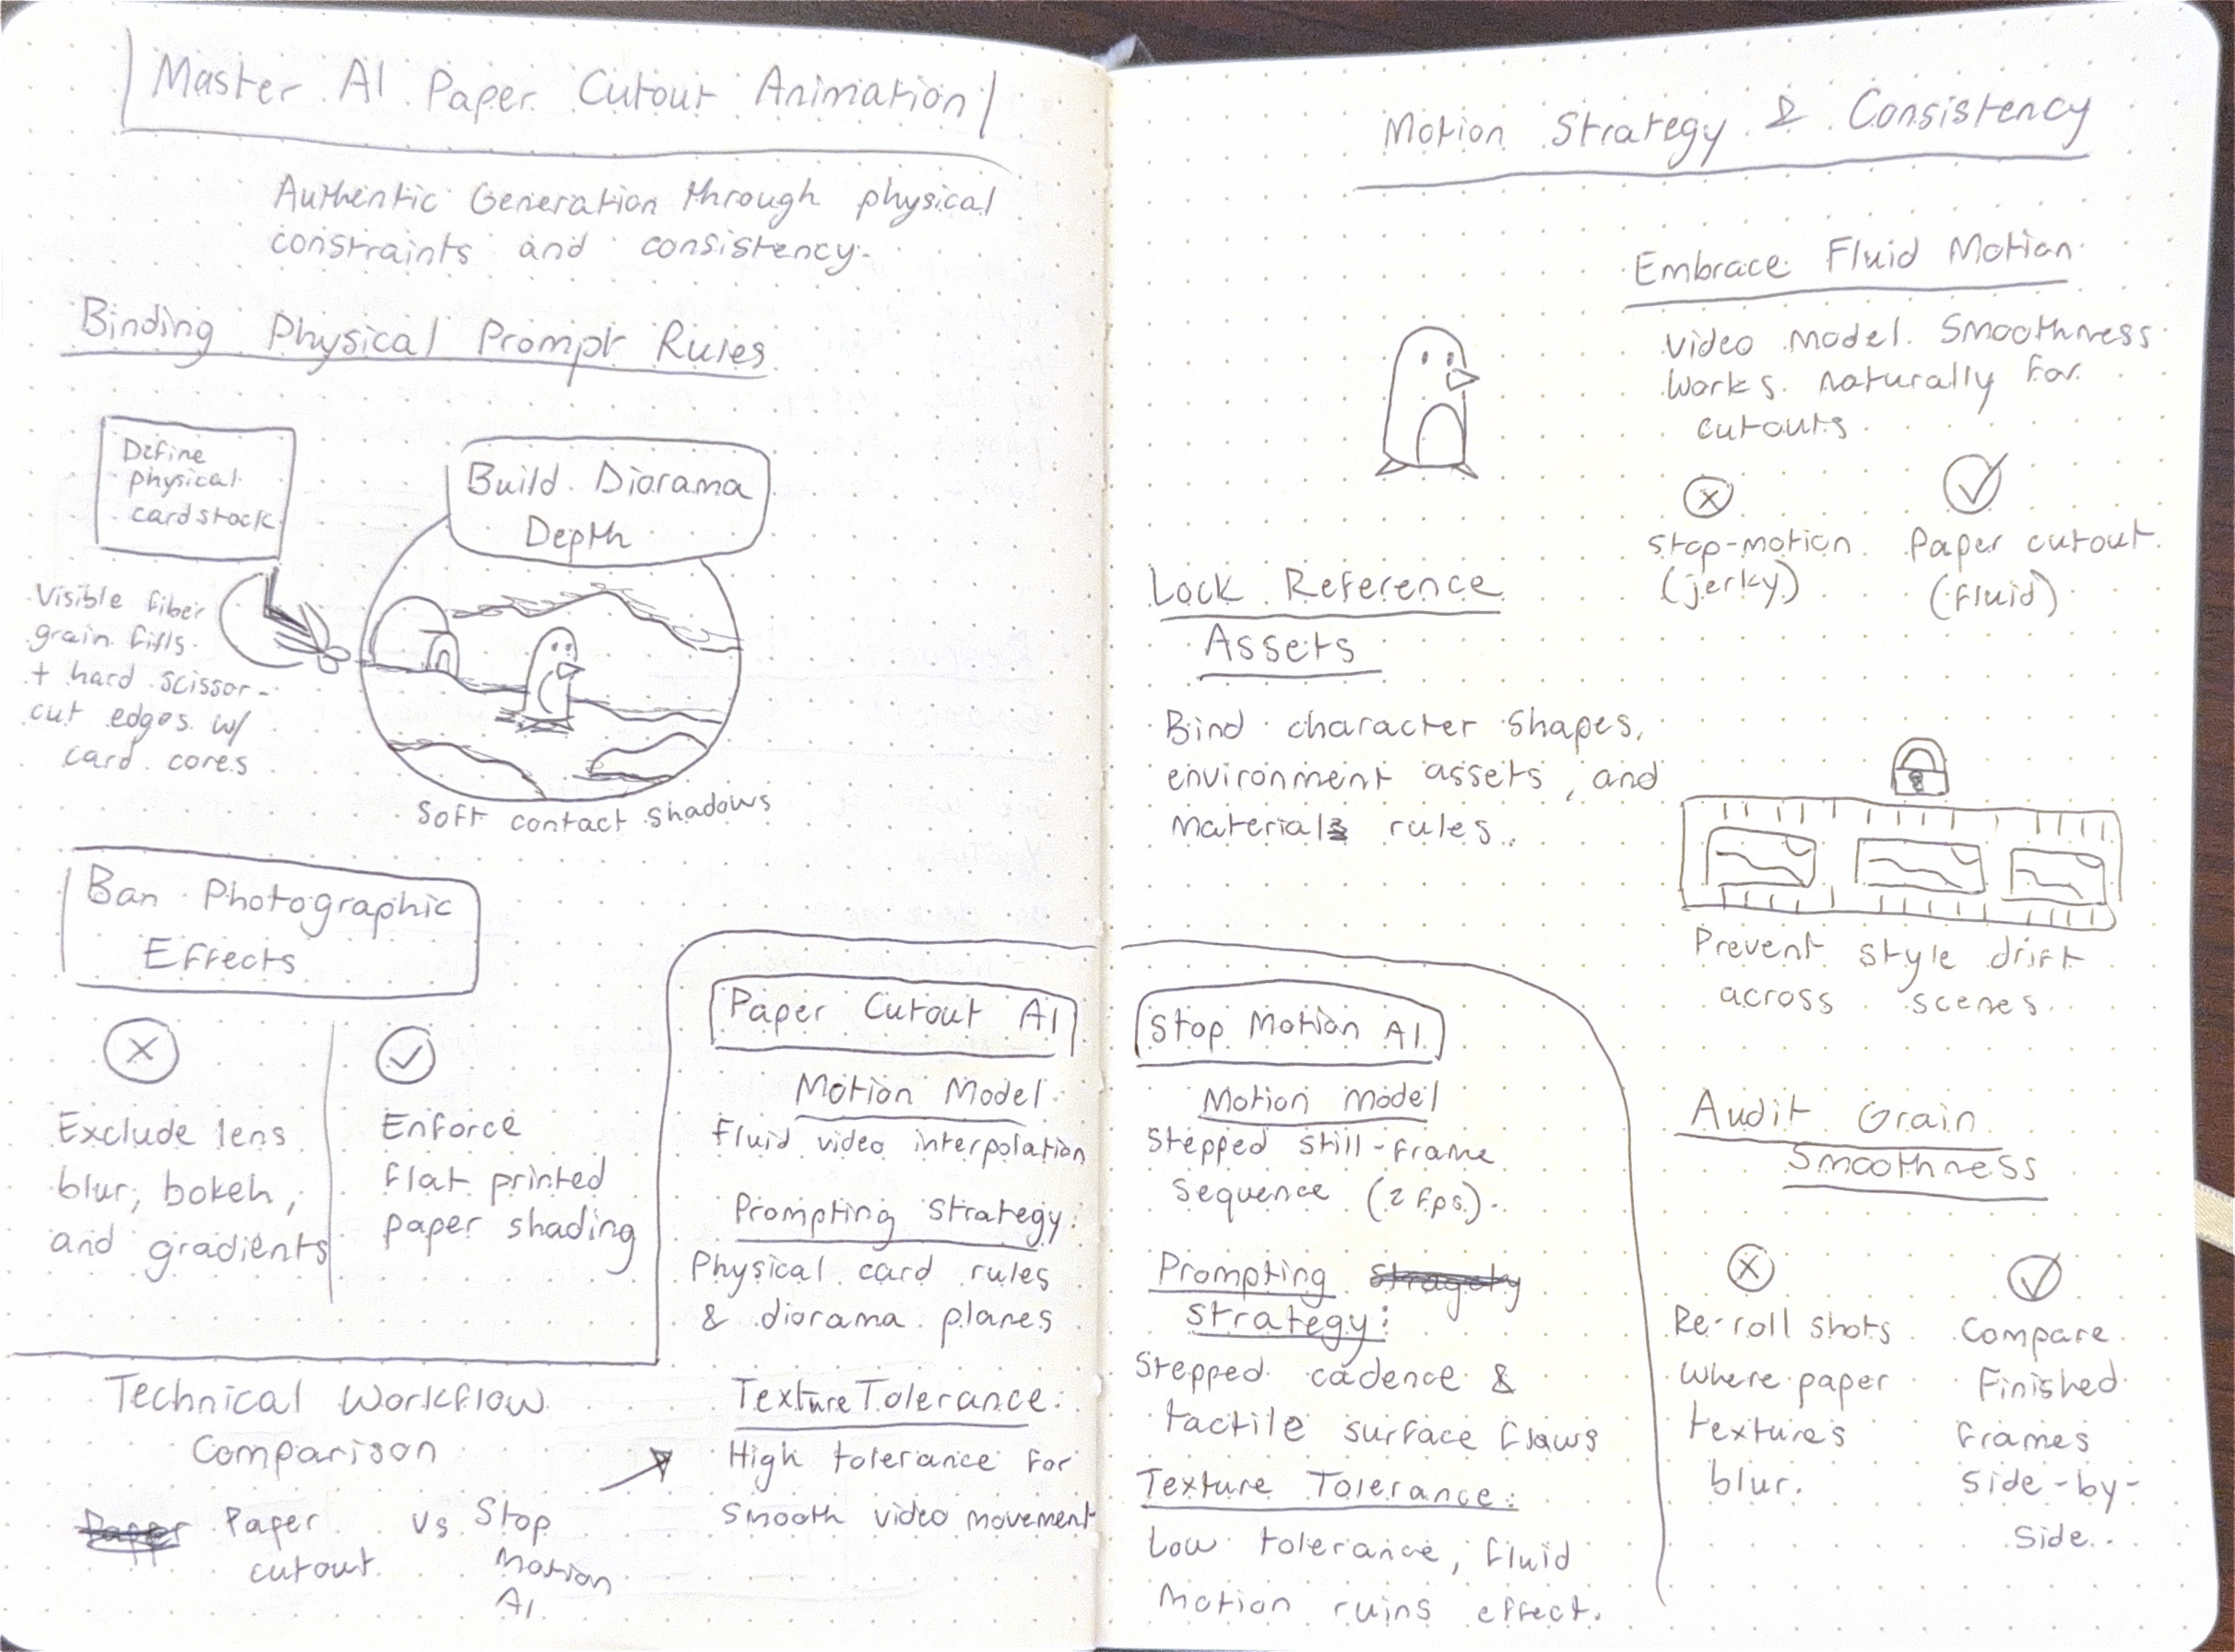 Master AI Paper Cutout Animation
Authentic Generation through physical
constraints and consistency.
Binding Physical Prompt Rules
Define
physical
cardstock
Build Diorama
Depth
Visible fiber
grain fills
+ hard scissor-
cut edges w/
card cores
Soft contact shadows
Ban Photographic
Effects
Exclude lens
blur, bokeh,
and gradients
Enforce
flat printed
paper shading
Technical Workflow
Comparison
Paper
cutout
vs Stop
Motion
AI
Paper Cutout AI
Motion Model
Fluid video interpolation
Prompting Strategy:
Physical card rules
& diorama planes
Texture Tolerance:
High tolerance for
smooth video movement
Motion Strategy & Consistency
Embrace Fluid Motion
Video model smoothness
works naturally for
cutouts
Stop-motion
(jerky)
Paper cutout
(fluid)
Lock Reference
Assets
Bind character shapes,
environment assets, and
materials rules.
Prevent style drift
across scenes.
Stop Motion AI
Motion Model
Stepped still-frame
sequence (2 fps).
Prompting Stragety
Strategy:
Stepped cadence &
tactile surface flaws
Texture Tolerance:
Low tolerance, fluid
motion ruins effect.
Audit Grain
Smoothness
Re-roll shots
where paper
textures
blur.
Compare
finished
frames
side-by-
side.